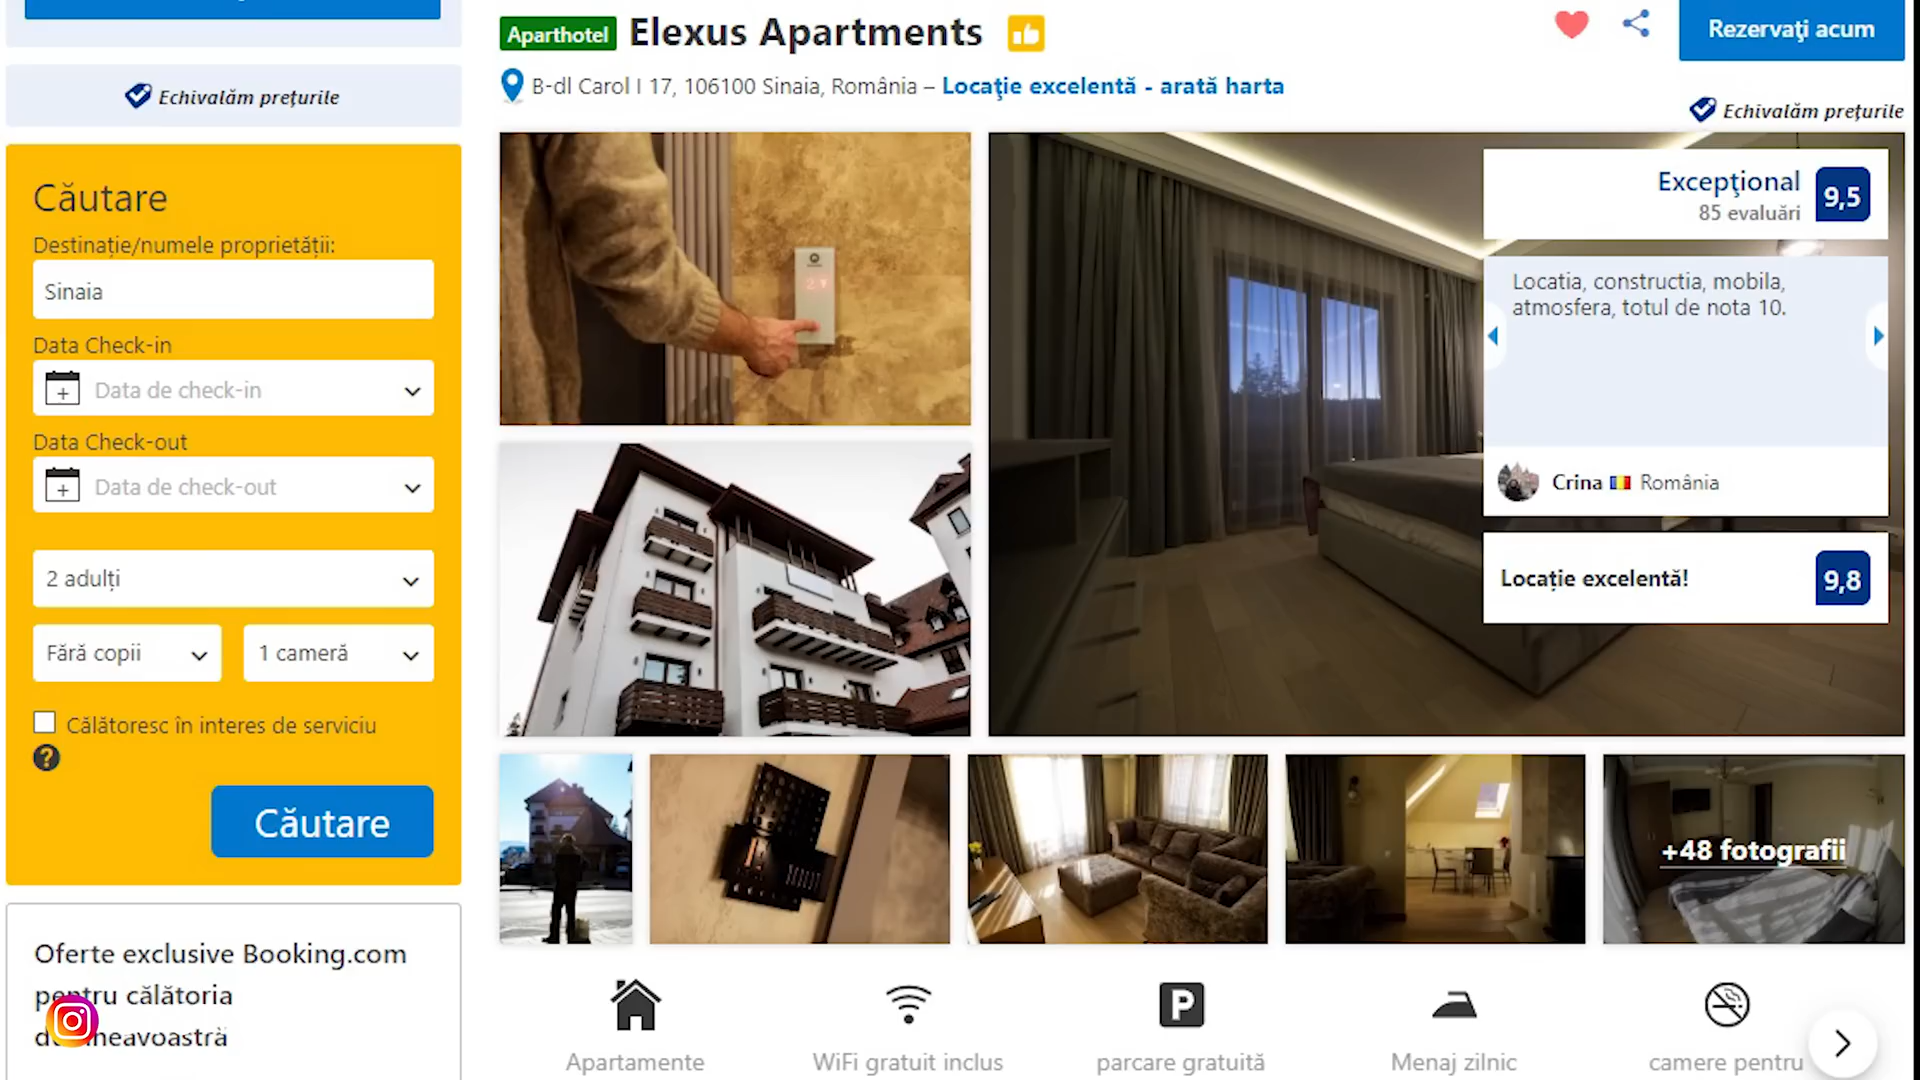 Echivalăm prețurile
Căutare
Destinație/numele proprietății:
Sinaia
Data Check-in
Data de check-in
Data Check-out
Data de check-out
2 adulți
Fără copii
1 cameră
Călătoresc în interes de serviciu
Căutare
Oferte exclusive Booking.com
pentru călătoria
Aparthotel
Elexus Apartments
Rezervați acum
B-dl Carol I 17, 106100 Sinaia, România – Locație excelentă - arată harta
Echivalăm prețurile
Excepțional
9,5
85 evaluări
Locatia, constructia, mobila,
atmosfera, totul de nota 10.
Crina România
Locație excelentă!
9,8
+48 fotografii
Apartamente
WiFi gratuit inclus
P
parcare gratuită
Menaj zilnic
camere pentru